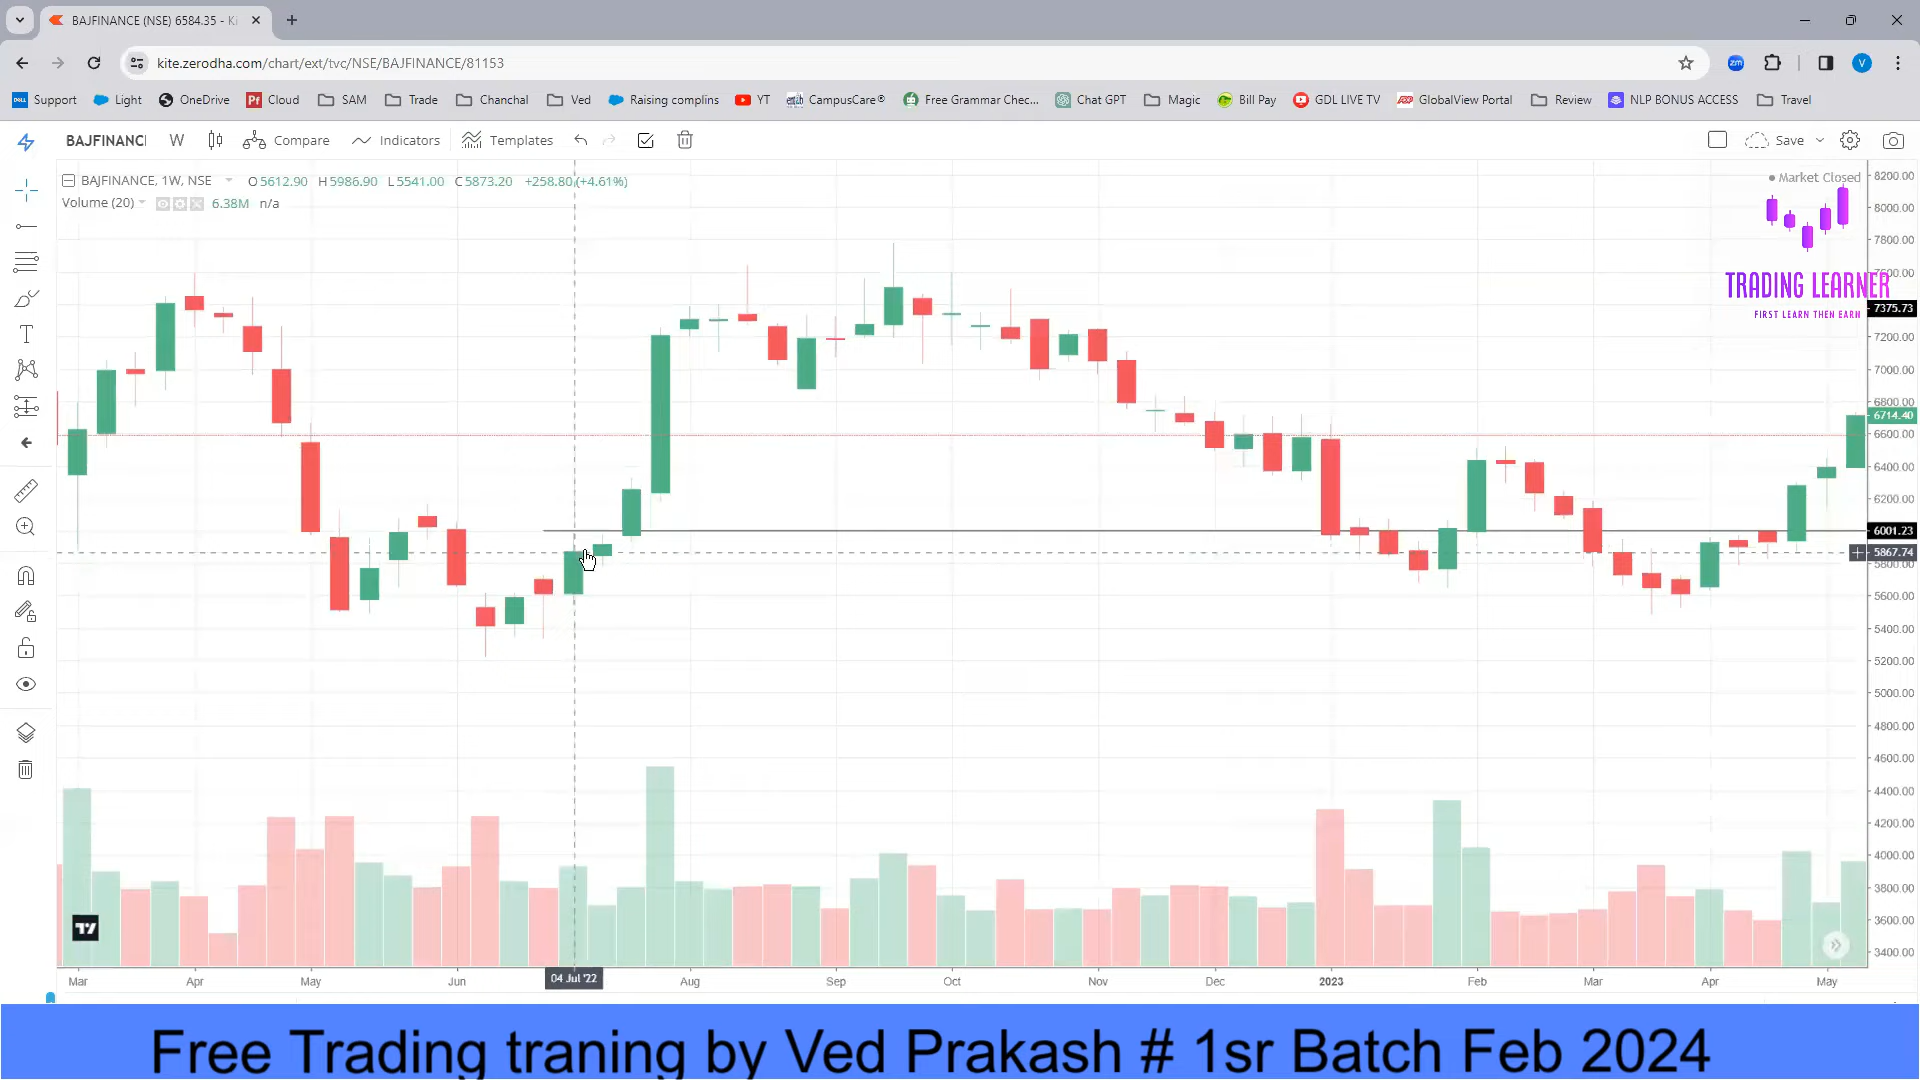 BAJFINANCE (NSE) 6584.35 - Ki
kite.zerodha.com/chart/ext/tvc/NSE/BAJFINANCE/81153
Support Light OneDrive Cloud SAM Trade Chanchal Ved Raising complins YT CampusCare® Free Grammar Chec... Chat GPT Magic Bill Pay GDL LIVE TV GlobalView Portal Review NLP BONUS ACCESS Travel
BAJFINANC W Compare Indicators Templates Save
BAJFINANCE, 1W, NSE O5612.90 H5986.90 L5541.00 C5873.20 +258.80 (+4.61%)
Market Closed
Volume (20) 6.38M n/a
TRADING LEARNER
FIRST LEARN THEN EARN
8200.00
8000.00
7800.00
7600.00
7375.73
7200.00
7000.00
6800.00
6714.40
6600.00
6400.00
6200.00
6001.23
5867.74
5800.00
5600.00
5400.00
5200.00
5000.00
4800.00
4600.00
4400.00
4200.00
4000.00
3800.00
3600.00
3400.00
Mar Apr May Jun 04 Jul '22 Aug Sep Oct Nov Dec 2023 Feb Mar Apr May
Free Trading traning by Ved Prakash # 1sr Batch Feb 2024